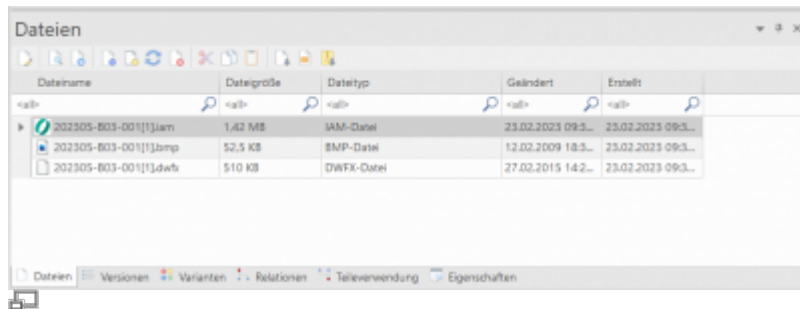 Dateien
Dateiname Dateigröße Dateityp Geändert Erstellt
<all> <all> <all> <all> <all>
202305-B03-001[1].iam 1,42 MB IAM-Datei 23.02.2023 09:3... 23.02.2023 09:3...
202305-B03-001[1].bmp 52,5 KB BMP-Datei 12.02.2009 18:3... 23.02.2023 09:3...
202305-B03-001[1].dwfx 510 KB DWFX-Datei 27.02.2015 14:2... 23.02.2023 09:3...
Dateien Versionen Varianten Relationen Teileverwendung Eigenschaften